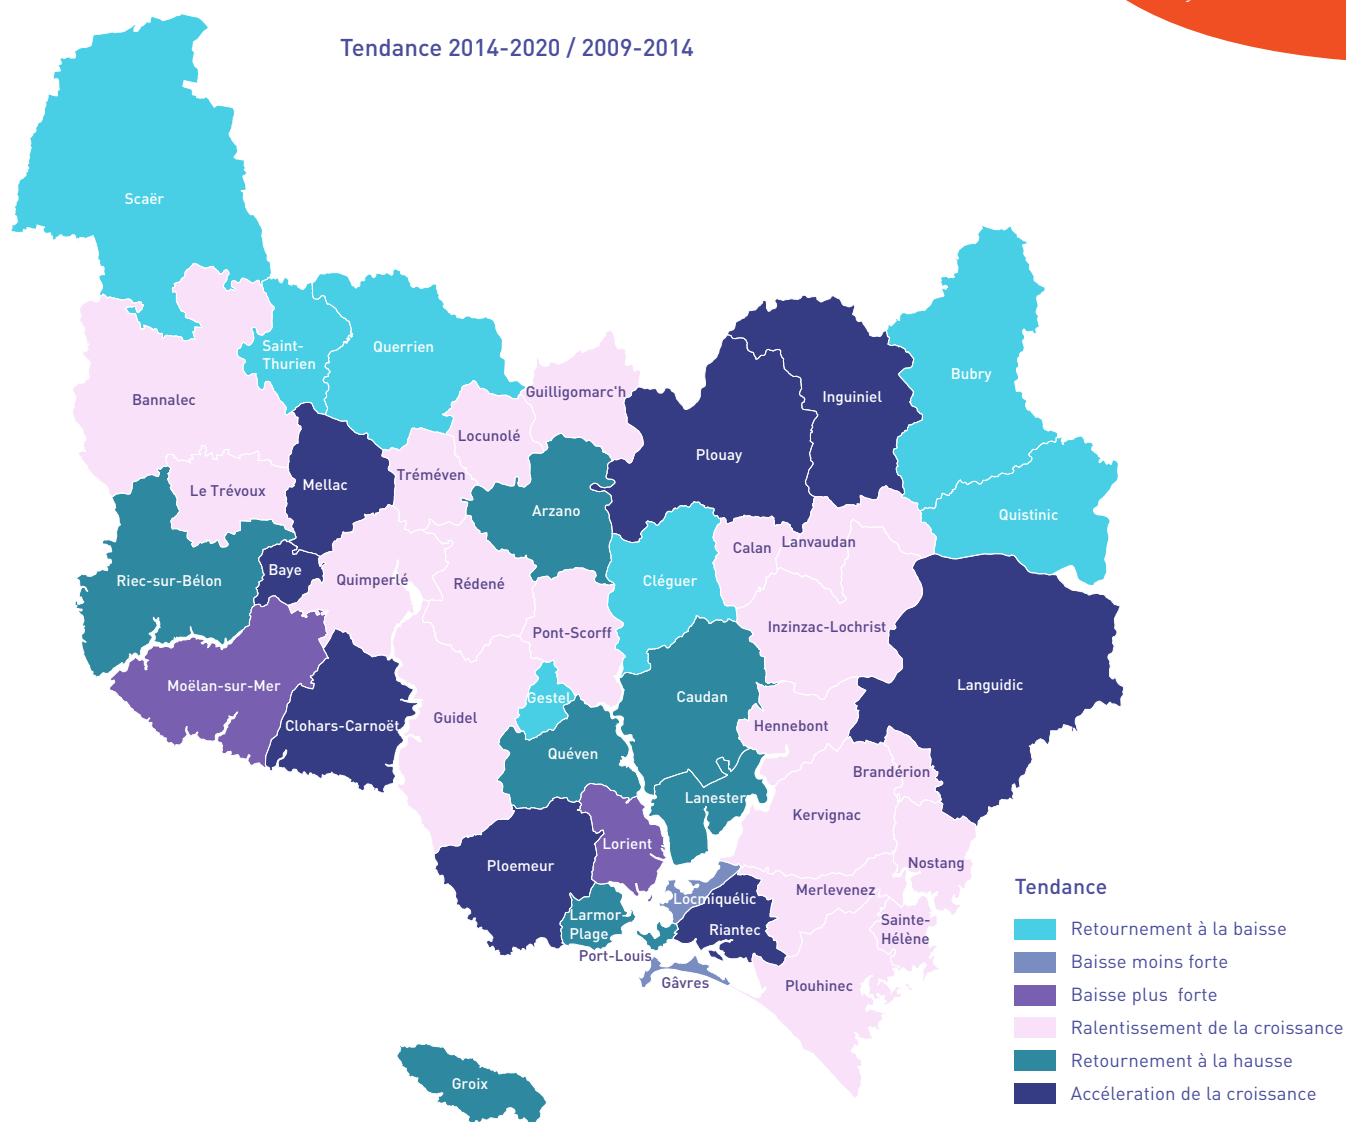 Tendance 2014-2020 / 2009-2014
Scaër
Saint-
Thurien
Querrien
Bannalec
Guilligomarc'h
Locunolé
Inguiniel
Bubry
Plouay
Tréméven
Le Trévoux
Mellac
Arzano
Quistinic
Calan
Lanvaudan
Baye
Riec-sur-Bélon
Quimperlé
Rédené
Cléguer
Pont-Scorff
Inzinzac-Lochrist
Moëlan-sur-Mer
Languidic
Gestel
Caudan
Clohars-Carnoët
Guidel
Hennebont
Quéven
Brandérion
Lanester
Kervignac
Lorient
Ploemeur
Nostang
Merlevenez
Locmiquélic
Larmor-
Plage
Riantec
Sainte-
Hélène
Port-Louis
Gâvres
Plouhinec
Groix
Tendance
Retournement à la baisse
Baisse moins forte
Baisse plus  forte
Ralentissement de la croissance
Retournement à la hausse
Accéleration de la croissance